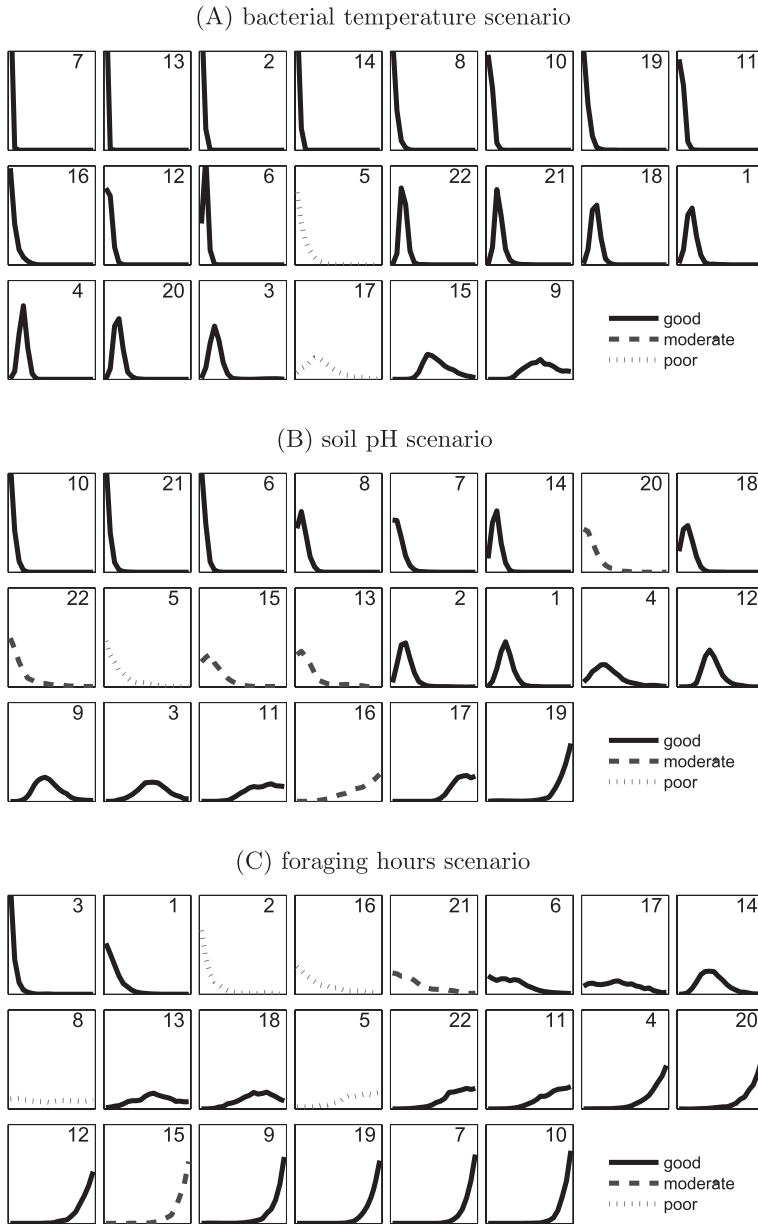 (A) bacterial temperature scenario
7 13 2 14 8 10 19 11
16 12 6 5 22 21 18 1
4 20 3 17 15 9
good
moderate
poor
(B) soil pH scenario
10 21 6 8 7 14 20 18
22 5 15 13 2 1 4 12
9 3 11 16 17 19
good
moderate
poor
(C) foraging hours scenario
3 1 2 16 21 6 17 14
8 13 18 5 22 11 4 20
12 15 9 19 7 10
good
moderate
poor